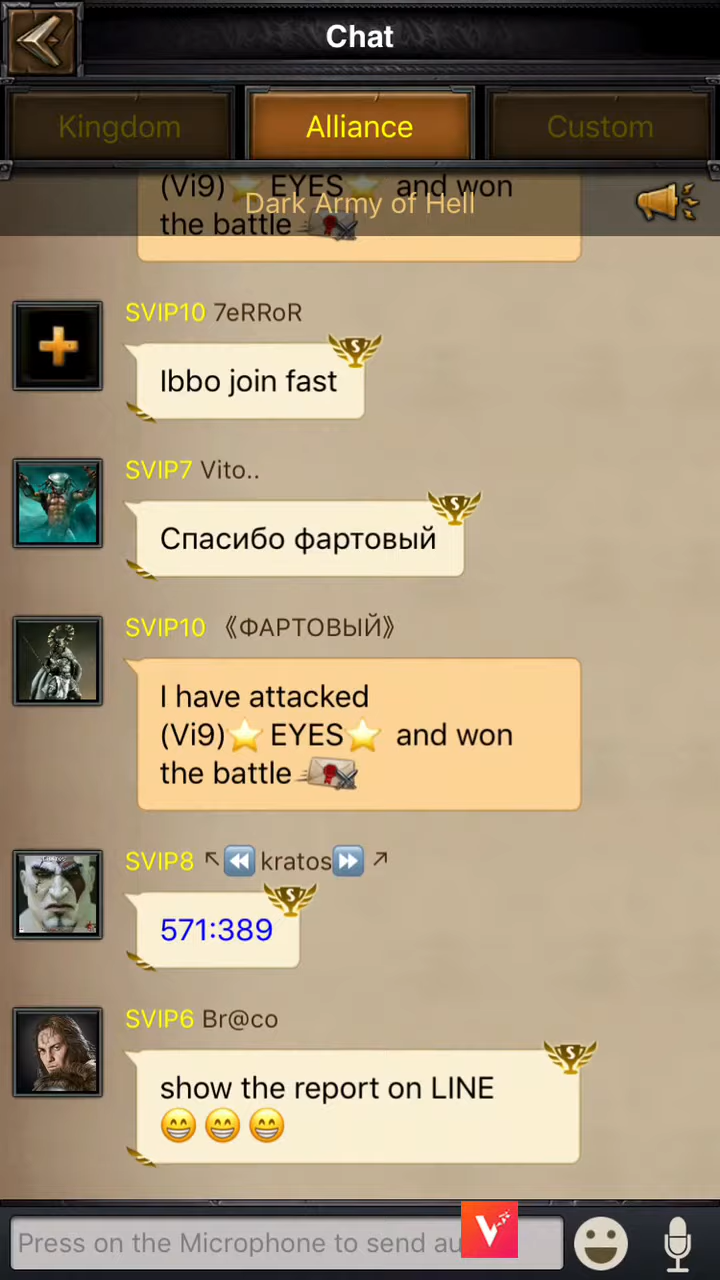 Chat
Kingdom
Alliance
Custom
(Vi9)⭐ EYES⭐ and won
Dark Army of Hell
the battle
SVIP10 7eRRoR
Ibbo join fast
SVIP7 Vito..
Спасибо фартовый
SVIP10 《ФАРТОВЫЙ》
I have attacked
(Vi9)⭐ EYES⭐ and won
the battle
SVIP8 ↖⏪ kratos⏩ ↗
571:389
SVIP6 Br@co
show the report on LINE
😁 😁 😁
Press on the Microphone to send au